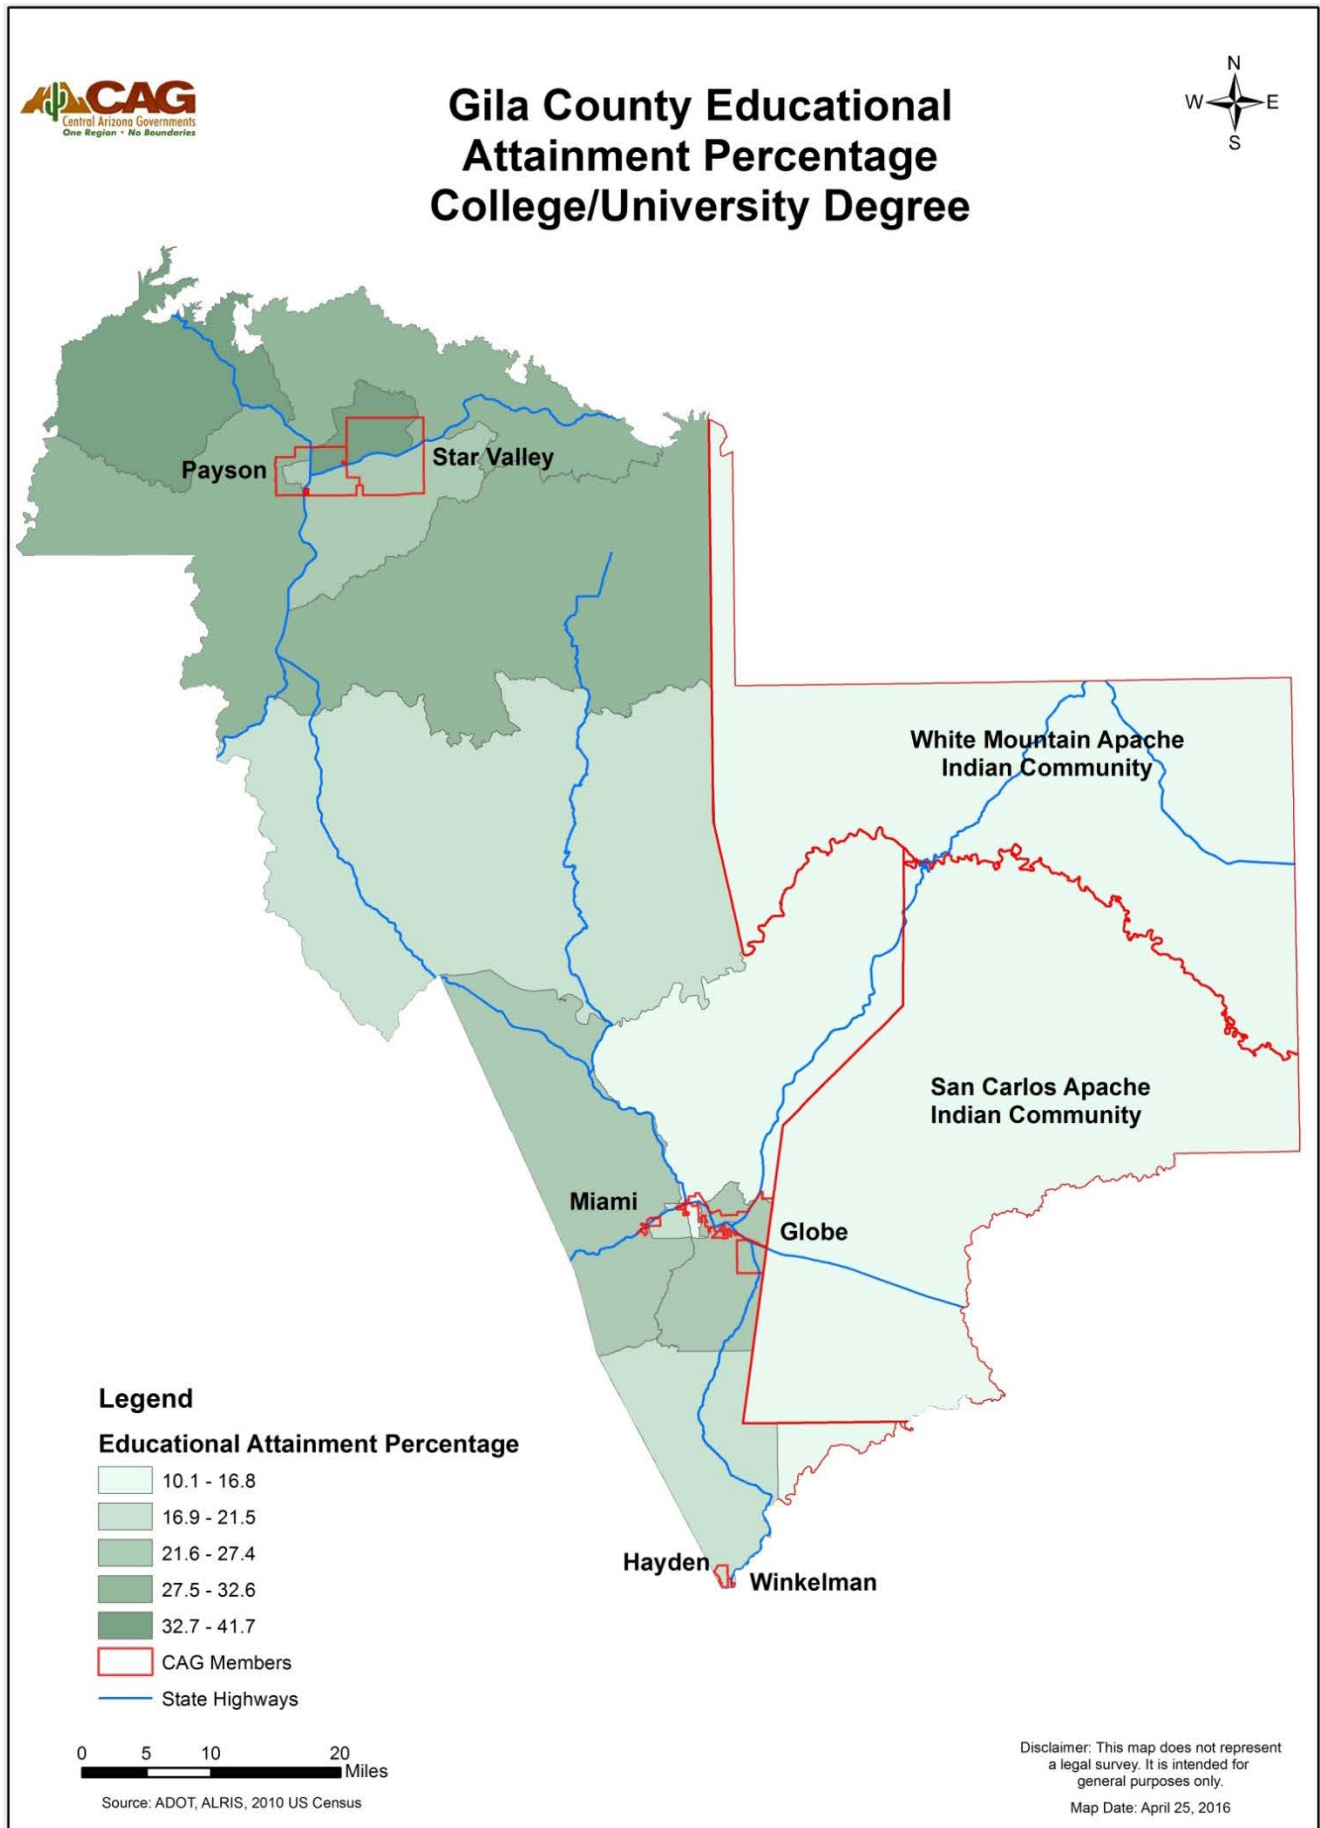 CAG
Central Arizona Governments
One Region • No Boundaries
Gila County Educational
Attainment Percentage
College/University Degree
N
W
E
S
Payson
Star Valley
White Mountain Apache
Indian Community
San Carlos Apache
Indian Community
Miami
Globe
Hayden
Winkelman
Legend
Educational Attainment Percentage
10.1 - 16.8
16.9 - 21.5
21.6 - 27.4
27.5 - 32.6
32.7 - 41.7
CAG Members
State Highways
0 5 10 20
Miles
Source: ADOT, ALRIS, 2010 US Census
Disclaimer: This map does not represent
a legal survey. It is intended for
general purposes only.
Map Date: April 25, 2016